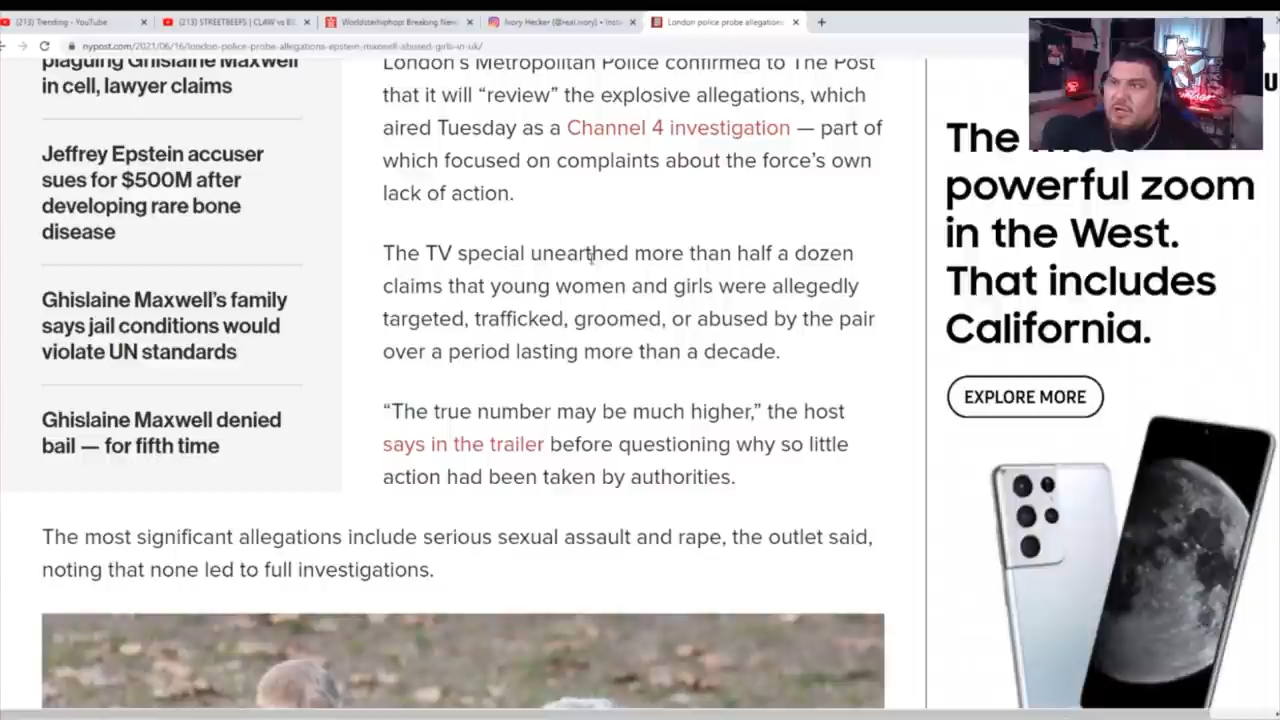 (213) Trending - YouTube
(213) STREETBEEFS | CLAW vs
Worldstarhiphop: Breaking New
Ivory Hecker (@real.ivory) • Inst
London police probe allegations
nypost.com/2021/06/16/london-police-probe-allegations-epstein-maxwell-abused-girls-in-uk/
plaguing Ghislaine Maxwell
in cell, lawyer claims
Jeffrey Epstein accuser
sues for $500M after
developing rare bone
disease
Ghislaine Maxwell’s family
says jail conditions would
violate UN standards
Ghislaine Maxwell denied
bail — for fifth time
London’s Metropolitan Police confirmed to The Post
that it will “review” the explosive allegations, which
aired Tuesday as a Channel 4 investigation — part of
which focused on complaints about the force’s own
lack of action.
The TV special unearthed more than half a dozen
claims that young women and girls were allegedly
targeted, trafficked, groomed, or abused by the pair
over a period lasting more than a decade.
“The true number may be much higher,” the host
says in the trailer before questioning why so little
action had been taken by authorities.
The most significant allegations include serious sexual assault and rape, the outlet said,
noting that none led to full investigations.
The most
powerful zoom
in the West.
That includes
California.
EXPLORE MORE